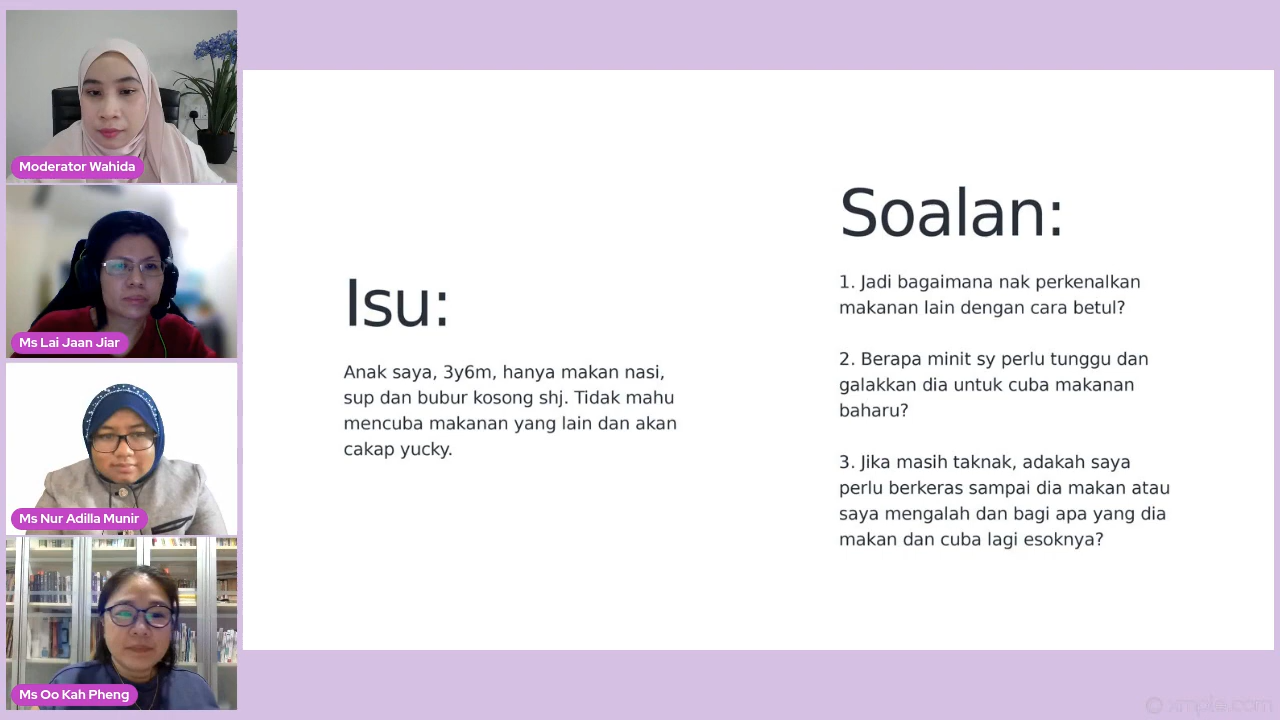 Moderator Wahida
Ms Lai Jaan Jiar
Ms Nur Adilla Munir
Ms Oo Kah Pheng
Isu:
Anak saya, 3y6m, hanya makan nasi,
sup dan bubur kosong shj. Tidak mahu
mencuba makanan yang lain dan akan
cakap yucky.
Soalan:
1. Jadi bagaimana nak perkenalkan
makanan lain dengan cara betul?
2. Berapa minit sy perlu tunggu dan
galakkan dia untuk cuba makanan
baharu?
3. Jika masih taknak, adakah saya
perlu berkeras sampai dia makan atau
saya mengalah dan bagi apa yang dia
makan dan cuba lagi esoknya?